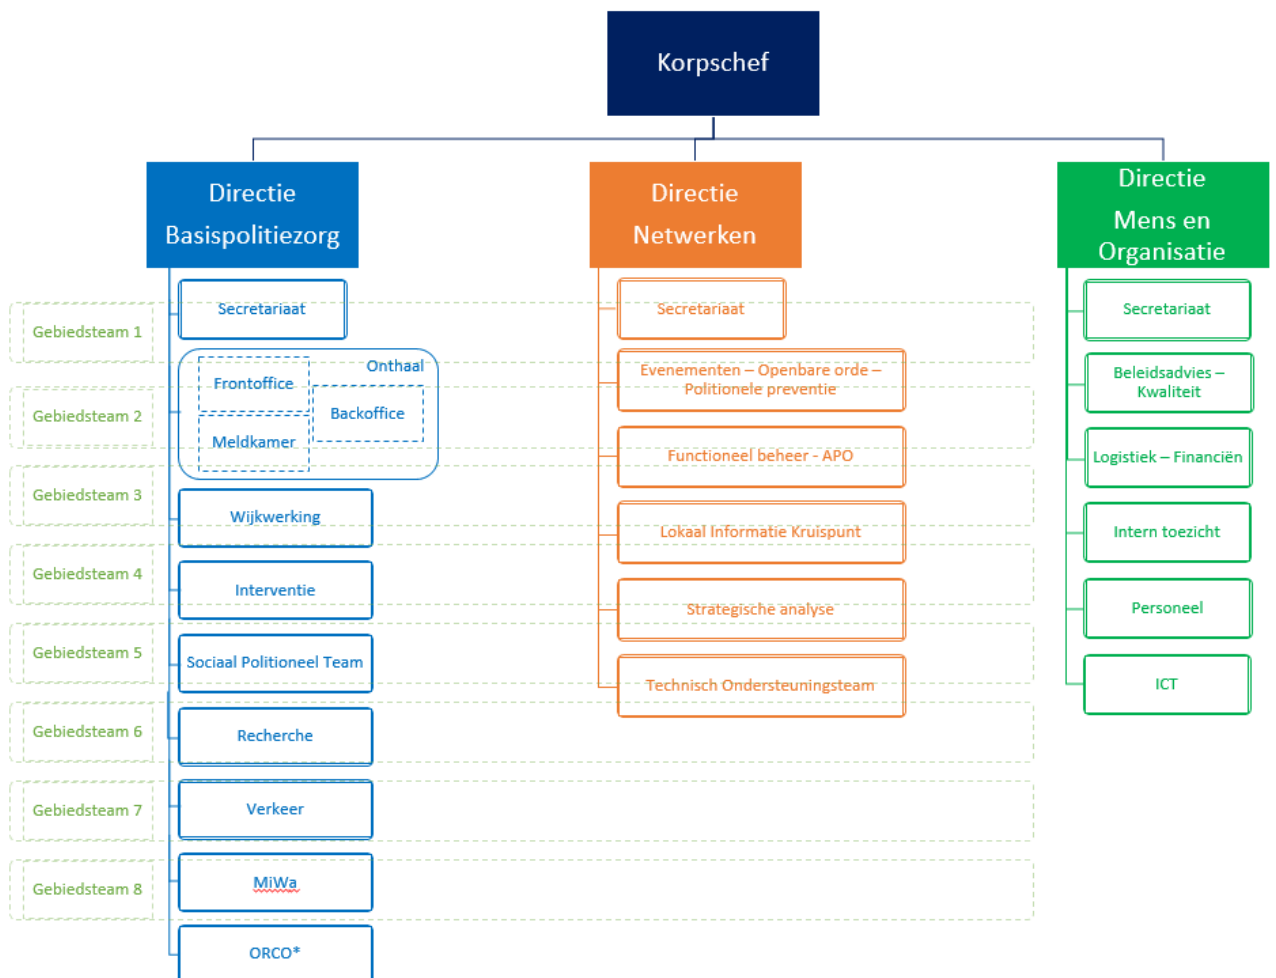 Korpschef
Directie
Basispolitiezorg
Directie
Netwerken
Directie
Mens en
Organisatie
Gebiedsteam 1
Gebiedsteam 2
Gebiedsteam 3
Gebiedsteam 4
Gebiedsteam 5
Gebiedsteam 6
Gebiedsteam 7
Gebiedsteam 8
Secretariaat
Onthaal
Frontoffice
Backoffice
Meldkamer
Wijkwerking
Interventie
Sociaal Politioneel Team
Recherche
Verkeer
MiWa
ORCO*
Secretariaat
Evenementen – Openbare orde –
Politionele preventie
Functioneel beheer - APO
Lokaal Informatie Kruispunt
Strategische analyse
Technisch Ondersteuningsteam
Secretariaat
Beleidsadvies –
Kwaliteit
Logistiek – Financiën
Intern toezicht
Personeel
ICT